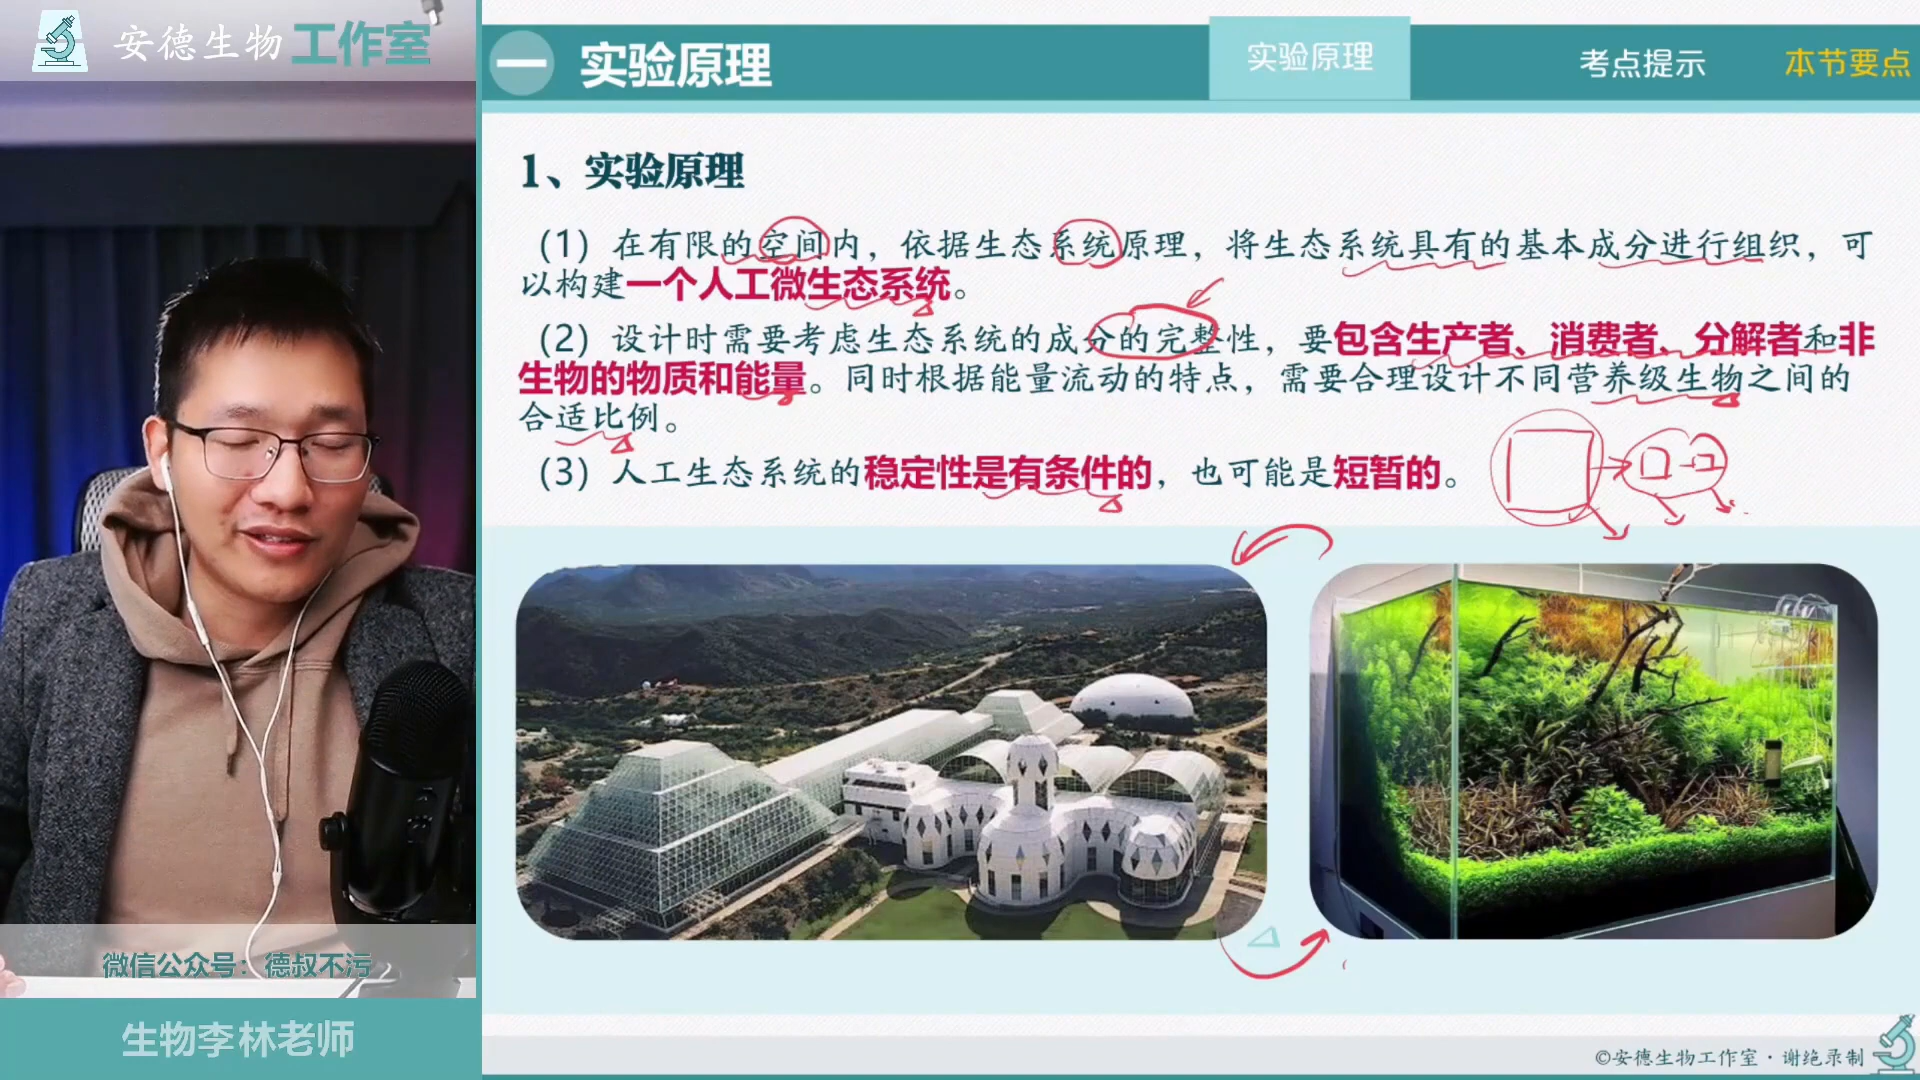 安德生物工作室
实验原理
实验原理
考点提示
本节要点
1、实验原理
（1）在有限的空间内，依据生态系统原理，将生态系统具有的基本成分进行组织，可
以构建一个人工微生态系统。
（2）设计时需要考虑生态系统的成分的完整性，要包含生产者、消费者、分解者和非
生物的物质和能量。同时根据能量流动的特点，需要合理设计不同营养级生物之间的
合适比例。
（3）人工生态系统的稳定性是有条件的，也可能是短暂的。
微信公众号：德叔不污
生物李林老师
©安德生物工作室·谢绝录制